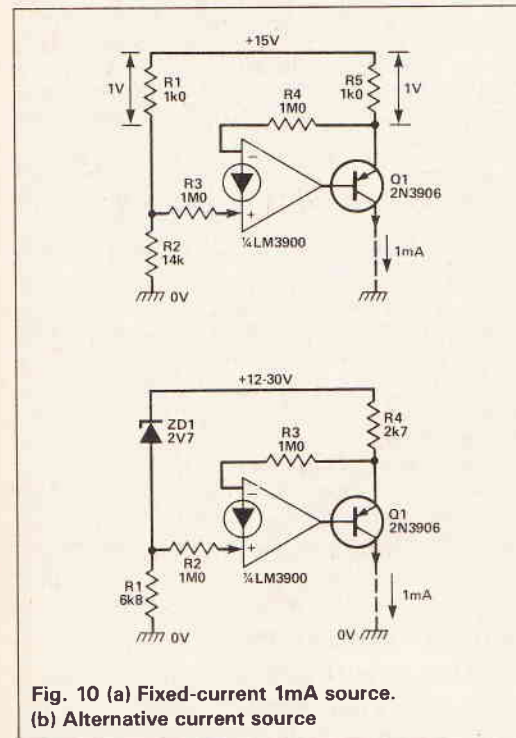 +15V
1V
R1
1k0
R5
1k0
1V
R4
1M0
R3
1M0
−
+
Q1
2N3906
¼LM3900
R2
14k
1mA
0V
+12-30V
ZD1
2V7
R4
2k7
R3
1M0
−
+
R2
1M0
Q1
2N3906
¼LM3900
R1
6k8
1mA
0V
0V
Fig. 10 (a) Fixed-current 1mA source.
(b) Alternative current source